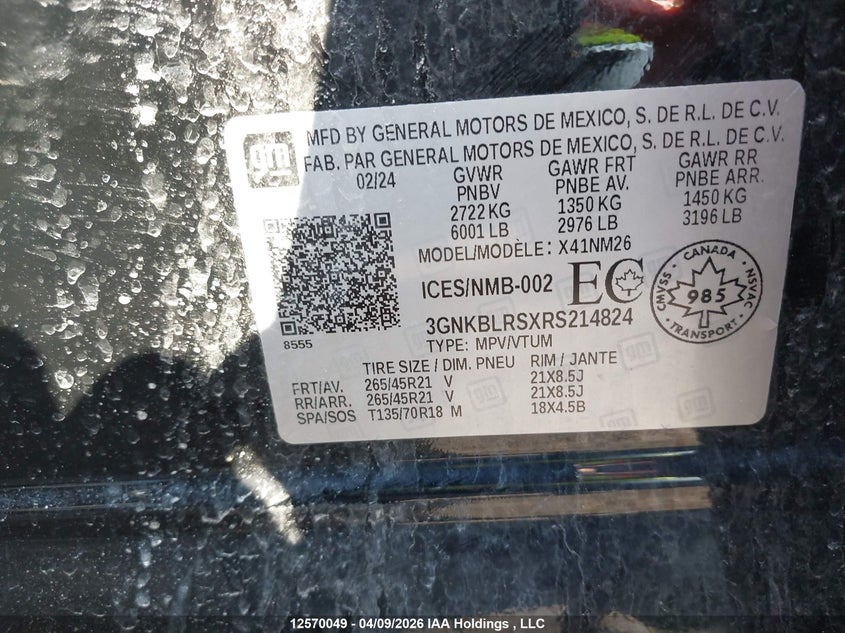 MFD BY GENERAL MOTORS DE MEXICO, S. DE R.L. DE C.V.
FAB. PAR GENERAL MOTORS DE MEXICO, S. DE R.L. DE C.V.
gm
02/24
GVWR
PNBV
2722 KG
6001 LB
GAWR FRT
PNBE AV.
1350 KG
2976 LB
GAWR RR
PNBE ARR.
1450 KG
3196 LB
MODEL/MODÈLE: X41NM26
ICES/NMB-002 EC
CANADA
CMVSS
NSVAC
985
TRANSPORT
3GNKBLRSXRS214824
8555
TYPE: MPV/VTUM
TIRE SIZE / DIM. PNEU RIM / JANTE
FRT/AV. 265/45R21 V 21X8.5J
RR/ARR. 265/45R21 V 21X8.5J
SPA/SOS T135/70R18 M 18X4.5B
12570049 - 04/09/2026 IAA Holdings , LLC